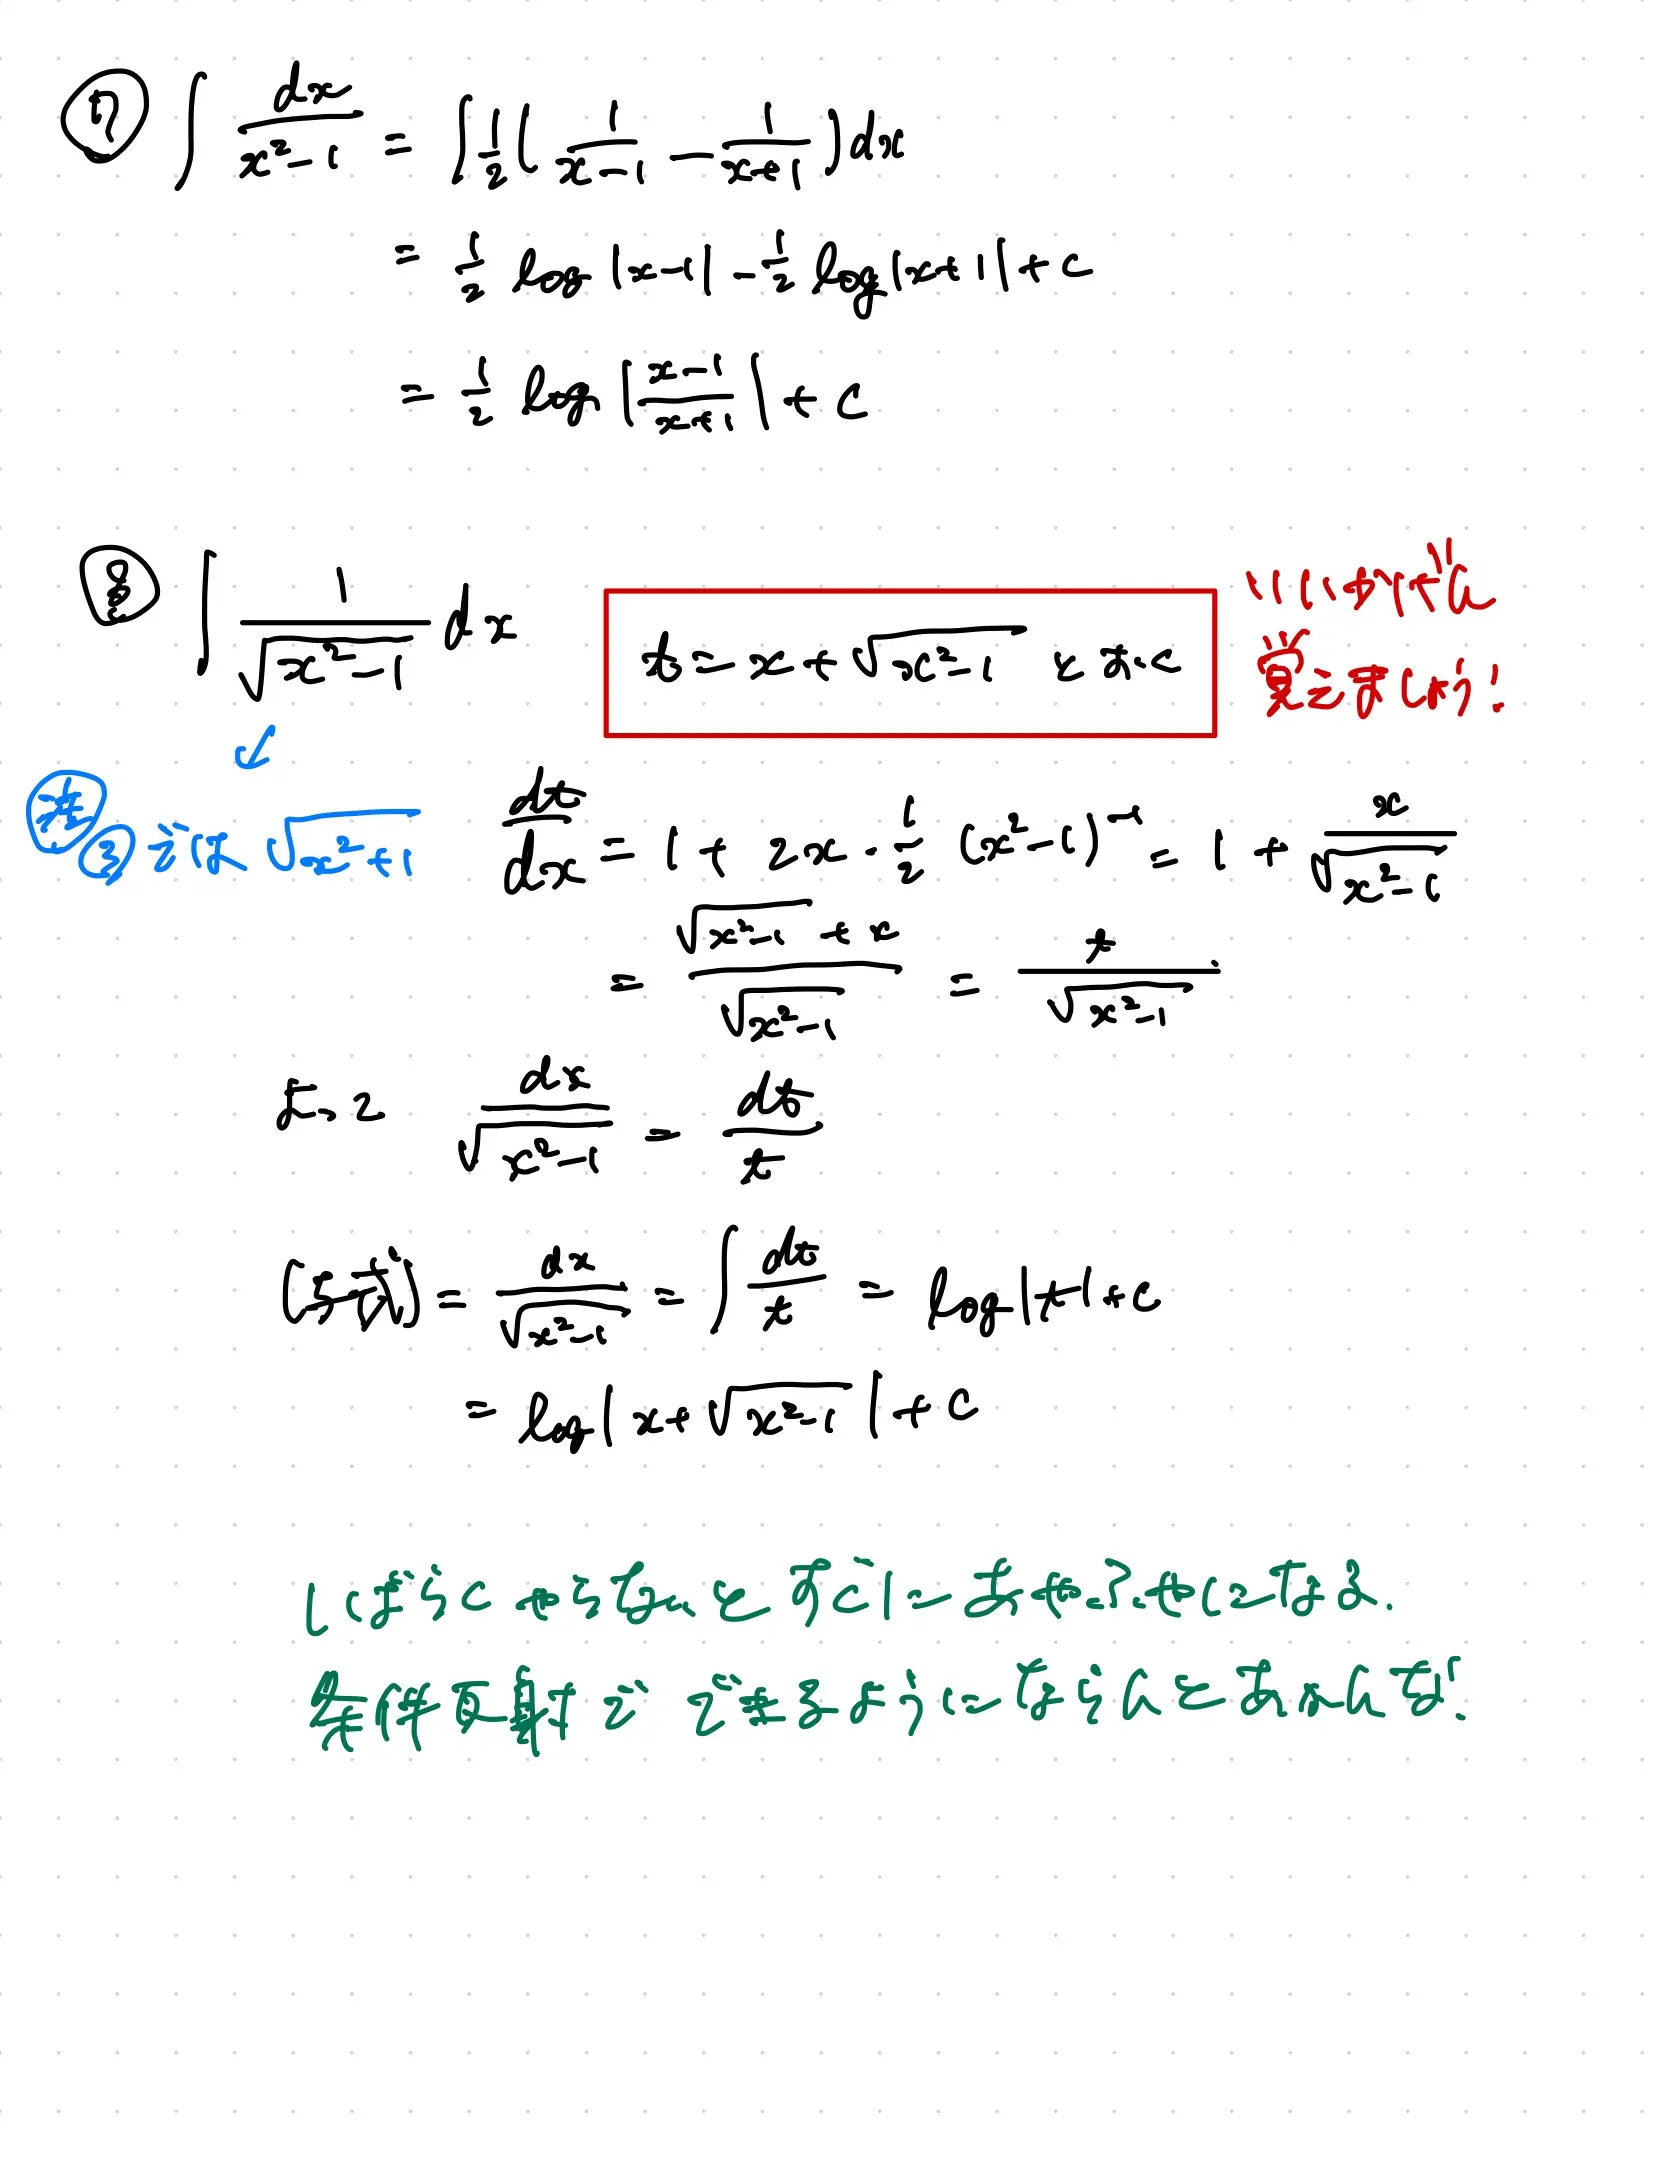 ⑦ ∫ dx/(x²-1) = ∫ 1/2 ( 1/(x-1) - 1/(x+1) ) dx
= 1/2 log |x-1| - 1/2 log |x+1| + C
= 1/2 log | (x-1)/(x+1) | + C
⑧ ∫ 1/√(x²-1) dx
t = x + √(x²-1) とおく
いいかげん
覚えましょう!
注 ③では √(x²+1)
dt/dx = 1 + 2x · 1/2 (x²-1)⁻¹ = 1 + x/√(x²-1)
= (√(x²-1) + x)/√(x²-1) = t/√(x²-1)
よって dx/√(x²-1) = dt/t
(与式) = dx/√(x²-1) = ∫ dt/t = log |t| + C
= log | x + √(x²-1) | + C
しばらくやらないとすぐにあやふやになる.
条件反射でできるようにならんとあかんな!